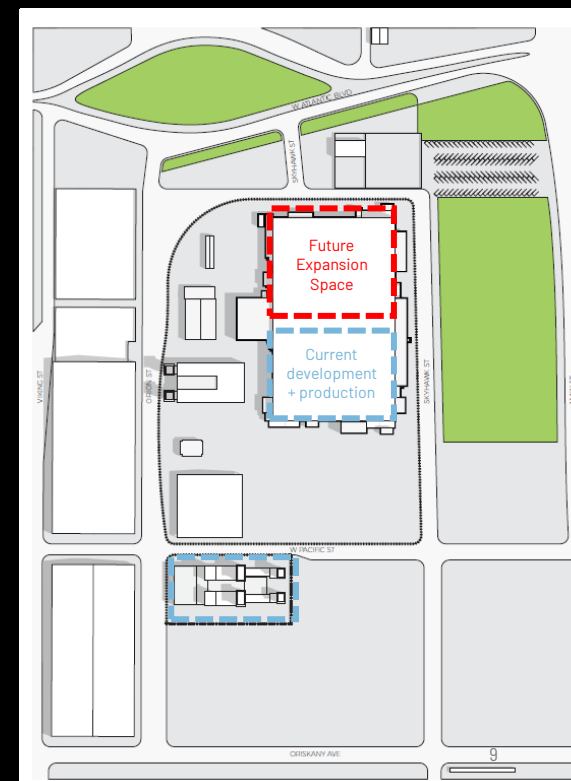 W ATLANTIC BLVD
SKYHAWK ST
Future
Expansion
Space
Current
development
+ production
VIKING ST
ORION ST
SKYHAWK ST
W PACIFIC ST
ORISKANY AVE
9